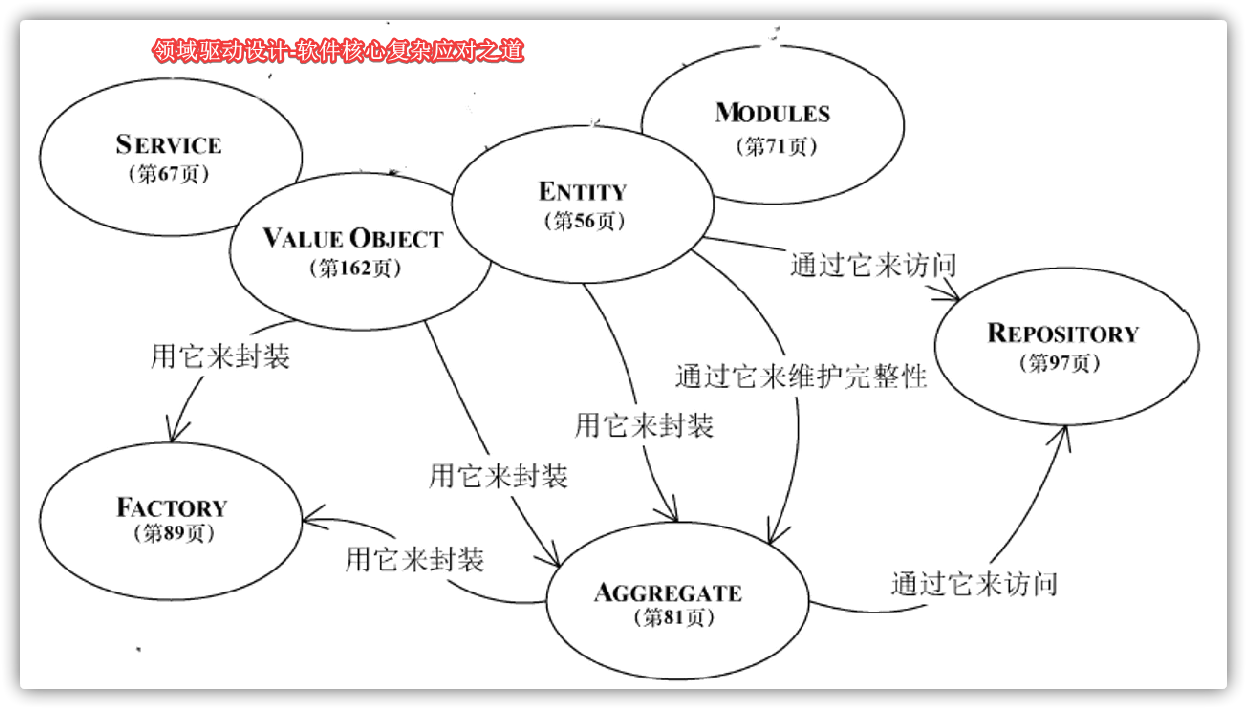 领域驱动设计-软件核心复杂应对之道
MODULES
(第71页)
SERVICE
(第67页)
ENTITY
(第56页)
VALUE OBJECT
(第162页)
通过它来访问
REPOSITORY
(第97页)
用它来封装
通过它来维护完整性
用它来封装
用它来封装
FACTORY
(第89页)
用它来封装
AGGREGATE
(第81页)
通过它来访问